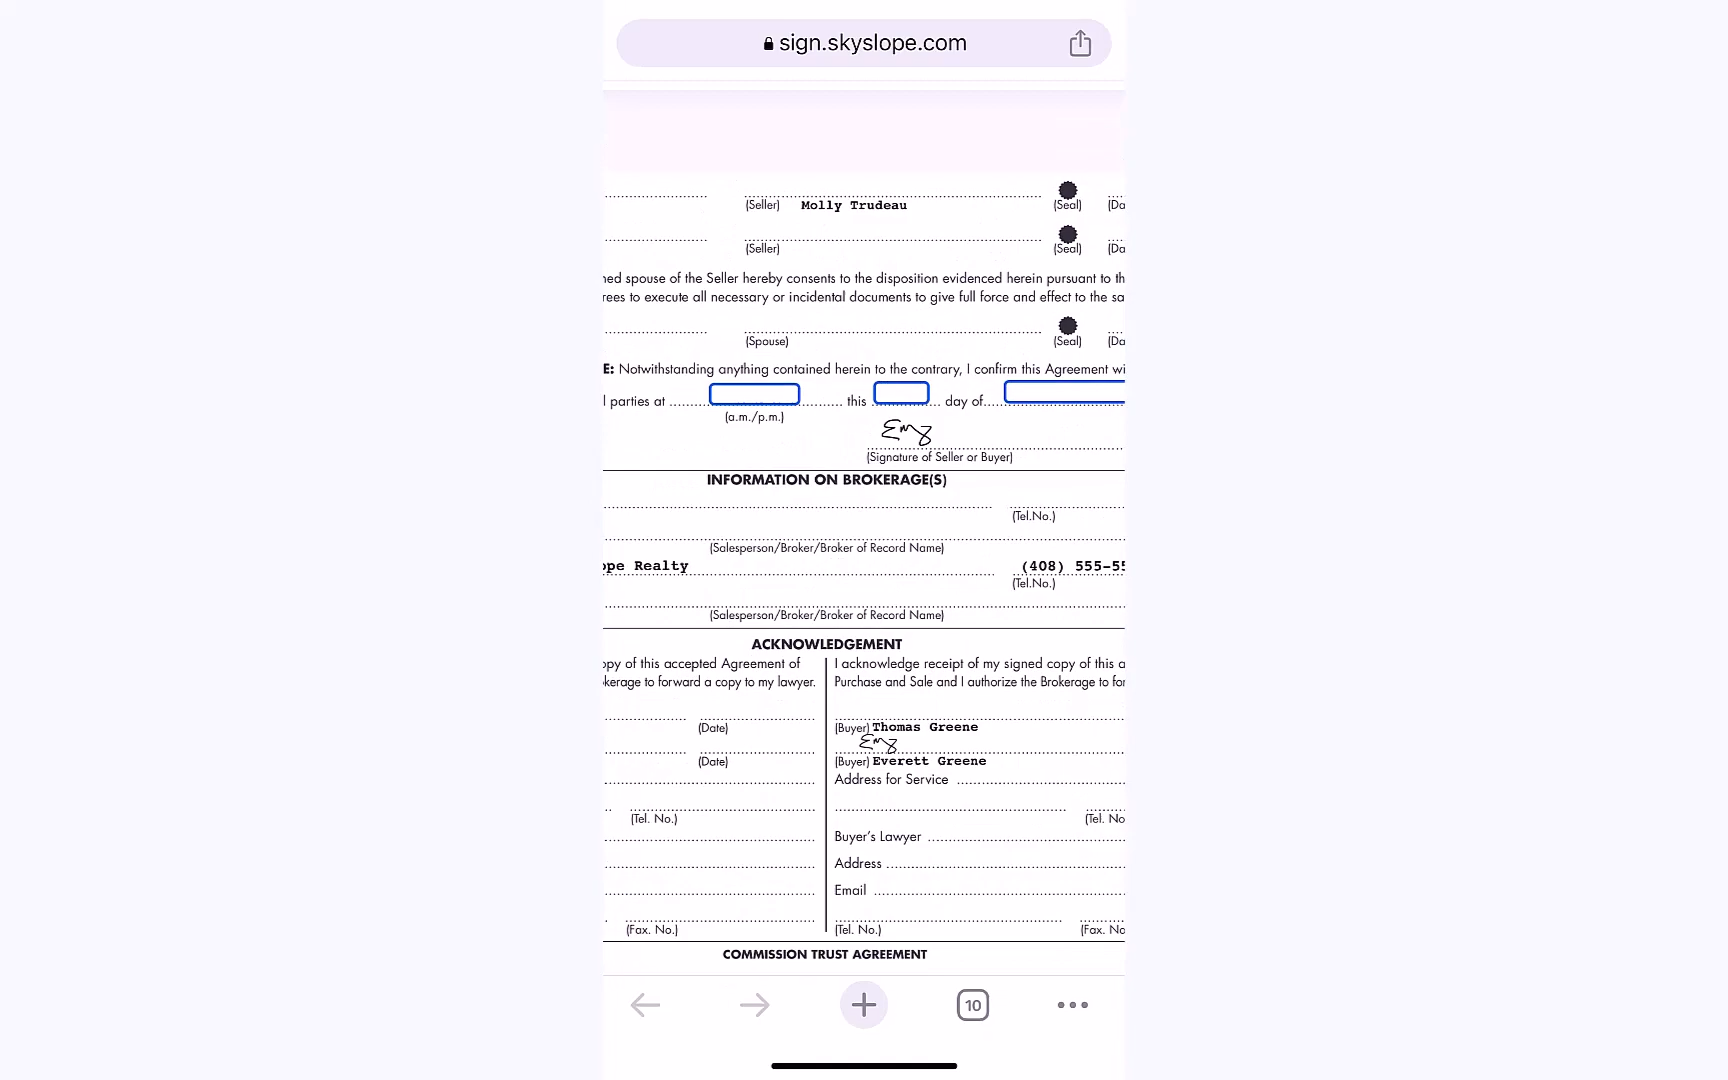 sign.skyslope.com
(Seller) Molly Trudeau (Seal) (Da
(Seller) (Seal) (Da
ned spouse of the Seller hereby consents to the disposition evidenced herein pursuant to th
rees to execute all necessary or incidental documents to give full force and effect to the sa
(Spouse) (Seal) (Da
E: Notwithstanding anything contained herein to the contrary, I confirm this Agreement wi
l parties at this day of
(a.m./p.m.)
(Signature of Seller or Buyer)
INFORMATION ON BROKERAGE(S)
(Tel.No.)
(Salesperson/Broker/Broker of Record Name)
ope Realty (408) 555-55
(Tel.No.)
(Salesperson/Broker/Broker of Record Name)
ACKNOWLEDGEMENT
opy of this accepted Agreement of
kerage to forward a copy to my lawyer.
(Date)
(Date)
(Tel. No.)
(Fax. No.)
I acknowledge receipt of my signed copy of this a
Purchase and Sale and I authorize the Brokerage to for
(Buyer) Thomas Greene
(Buyer) Everett Greene
Address for Service
(Tel. No
Buyer's Lawyer
Address
Email
(Tel. No.) (Fax. No
COMMISSION TRUST AGREEMENT
10